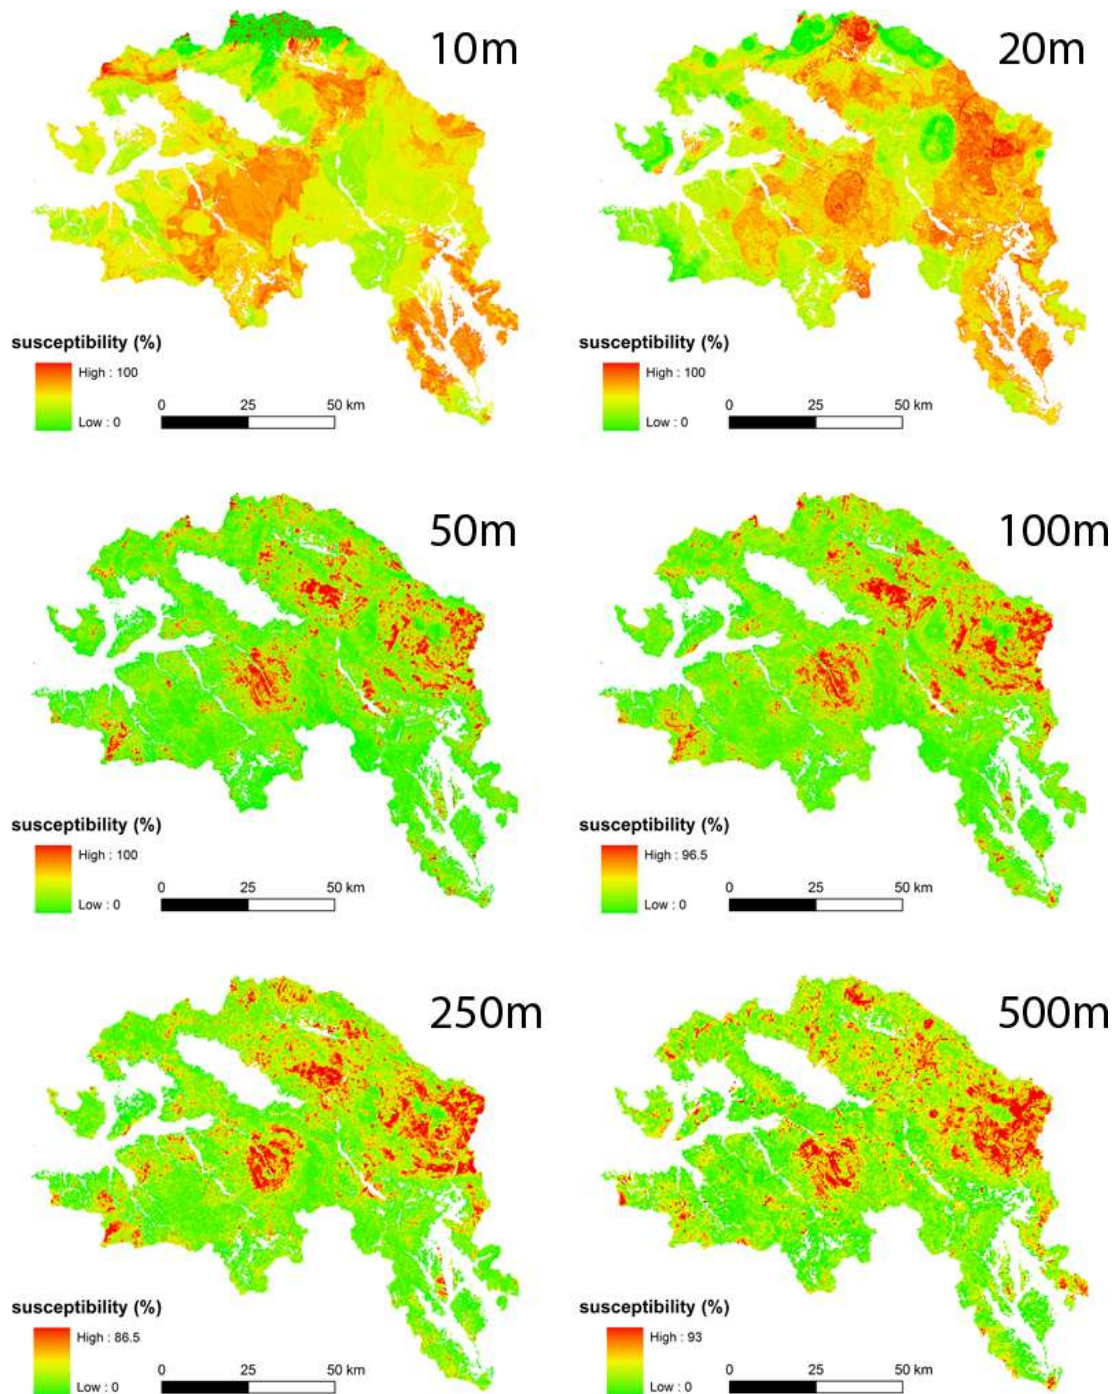 10m
20m
susceptibility (%)
High : 100
Low : 0
0 25 50 km
susceptibility (%)
High : 100
Low : 0
0 25 50 km
50m
100m
susceptibility (%)
High : 100
Low : 0
0 25 50 km
susceptibility (%)
High : 96.5
Low : 0
0 25 50 km
250m
500m
susceptibility (%)
High : 86.5
Low : 0
0 25 50 km
susceptibility (%)
High : 93
Low : 0
0 25 50 km